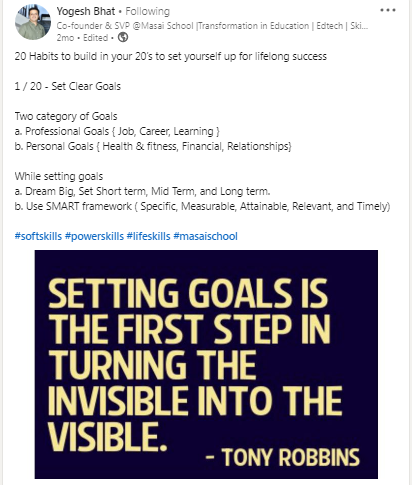 Yogesh Bhat • Following
Co-founder & SVP @Masai School |Transformation in Education | Edtech | Ski...
2mo • Edited •
20 Habits to build in your 20's to set yourself up for lifelong success
1 / 20 - Set Clear Goals
Two category of Goals
a. Professional Goals { Job, Career, Learning }
b. Personal Goals { Health & fitness, Financial, Relationships}
While setting goals
a. Dream Big, Set Short term, Mid Term, and Long term.
b. Use SMART framework ( Specific, Measurable, Attainable, Relevant, and Timely)
#softskills #powerskills #lifeskills #masaischool
SETTING GOALS IS
THE FIRST STEP IN
TURNING THE
INVISIBLE INTO THE
VISIBLE.
- TONY ROBBINS